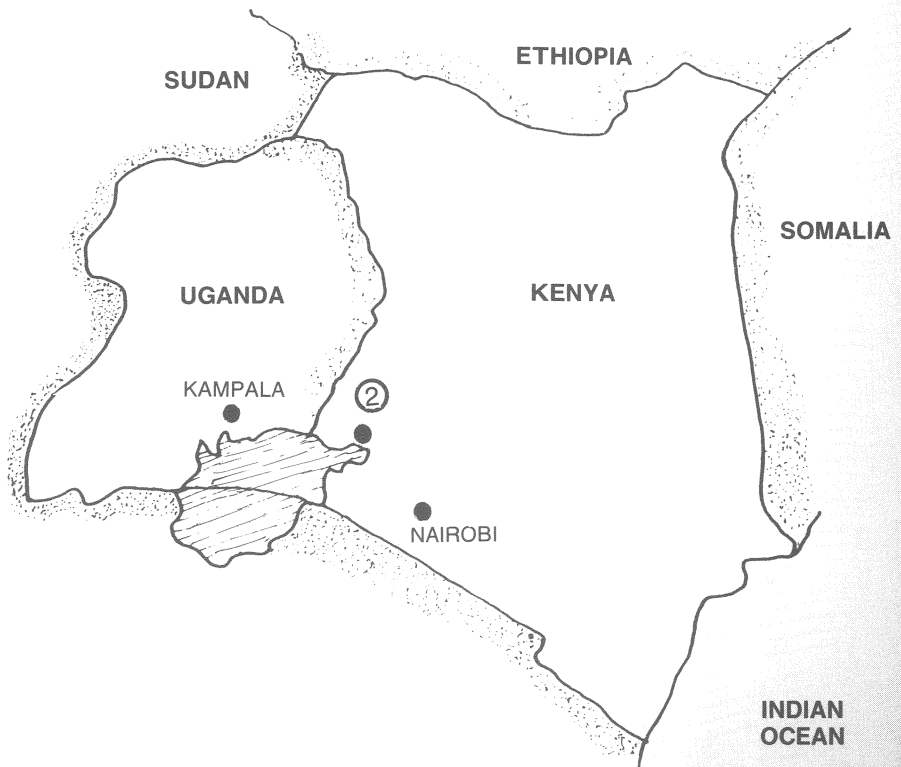 ETHIOPIA
SUDAN
SOMALIA
UGANDA
KENYA
KAMPALA
2
NAIROBI
INDIAN
OCEAN